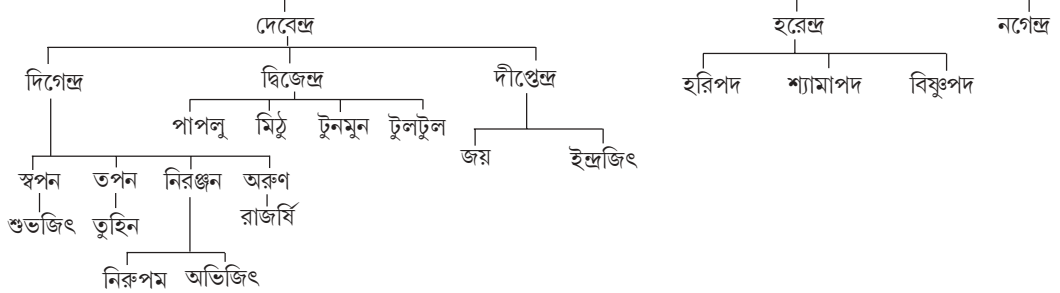 দেবেন্দ্র হরেন্দ্র নগেন্দ্র
দিগেন্দ্র দ্বিজেন্দ্র দীপ্তেন্দ্র হরিপদ শ্যামাপদ বিষ্ণুপদ
পাপলু মিঠু টুনমুন টুলটুল
জয় ইন্দ্রজিৎ
স্বপন তপন নিরঞ্জন অরুণ
শুভজিৎ তুহিন রাজর্ষি
নিরুপম অভিজিৎ